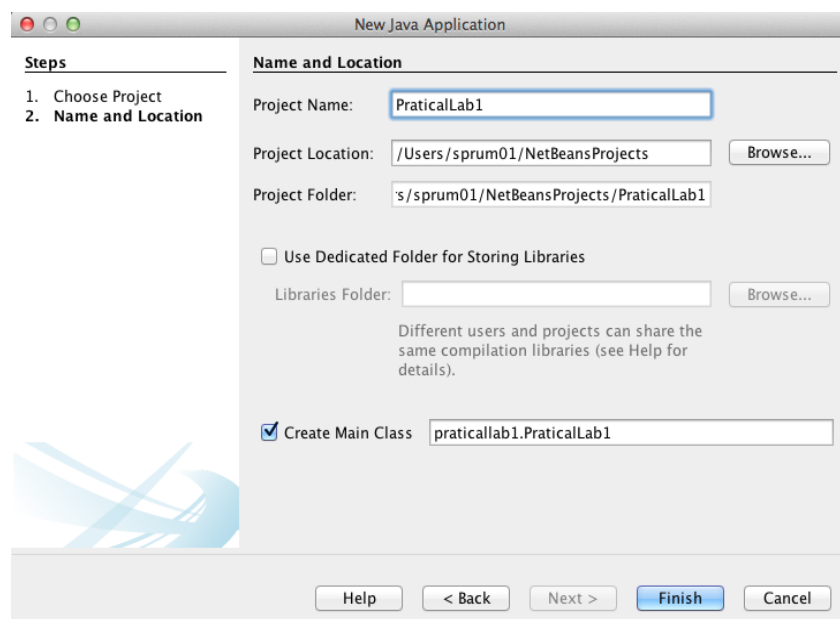 New Java Application
Steps
1. Choose Project
2. Name and Location
Name and Location
Project Name: PraticalLab1
Project Location: /Users/sprum01/NetBeansProjects Browse...
Project Folder: s/sprum01/NetBeansProjects/PraticalLab1
Use Dedicated Folder for Storing Libraries
Libraries Folder: Browse...
Different users and projects can share the
same compilation libraries (see Help for
details).
Create Main Class praticallab1.PraticalLab1
Help < Back Next > Finish Cancel